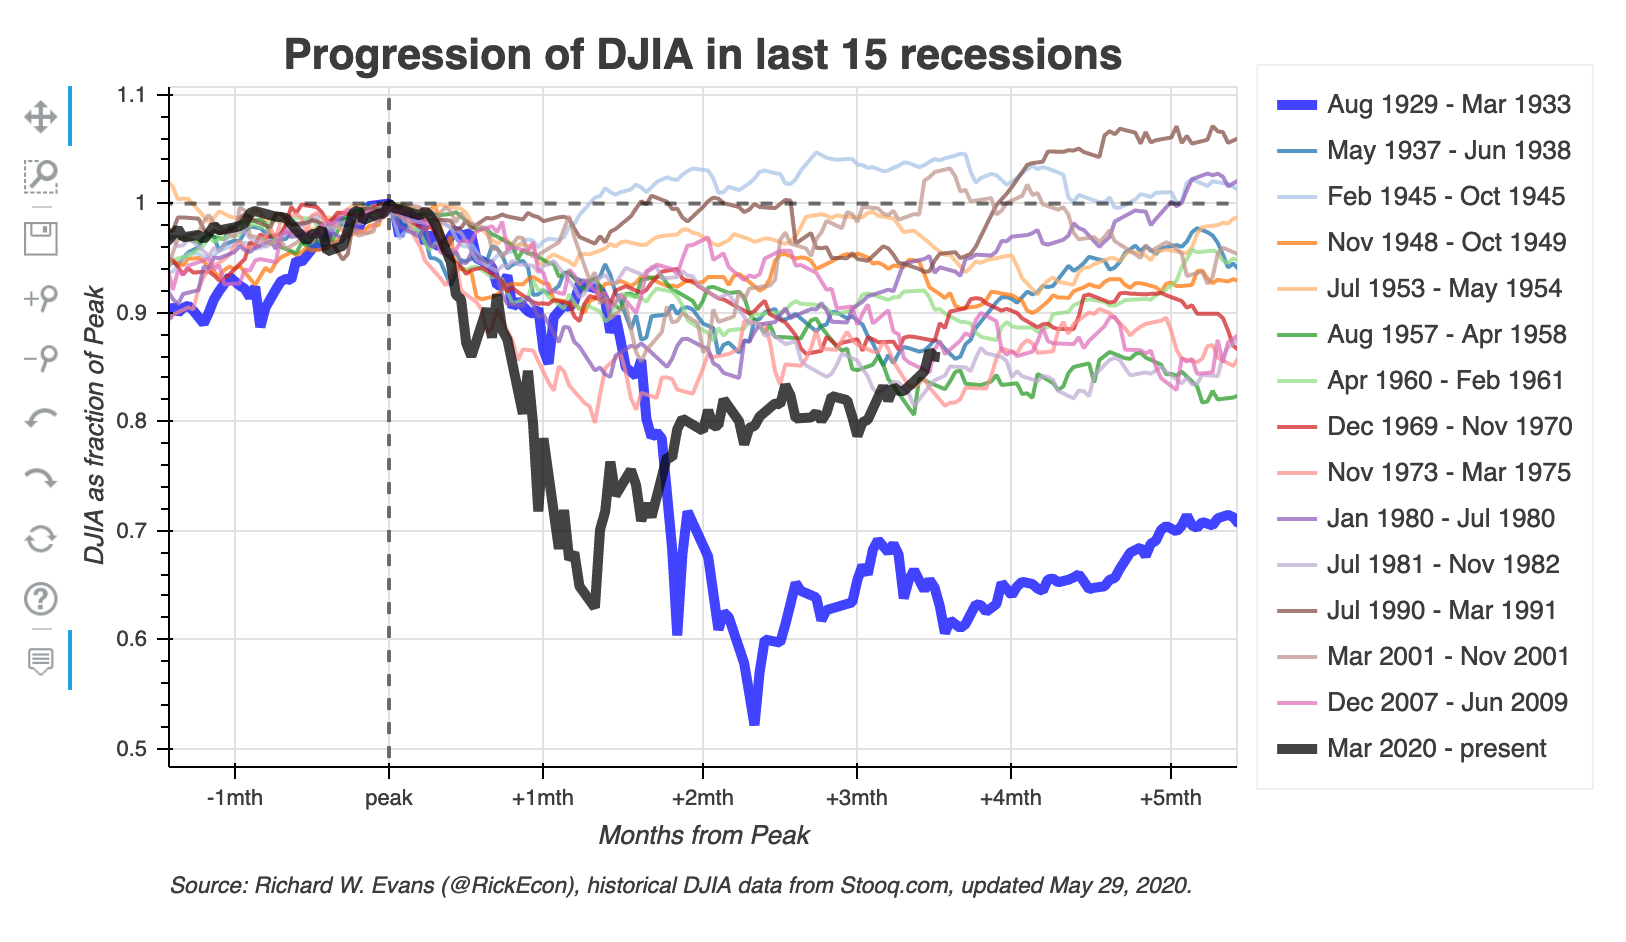 Progression of DJIA in last 15 recessions
1.1
1
0.9
0.8
0.7
0.6
0.5
DJIA as fraction of Peak
-1mth
peak
+1mth
+2mth
+3mth
+4mth
+5mth
Months from Peak
Aug 1929 - Mar 1933
May 1937 - Jun 1938
Feb 1945 - Oct 1945
Nov 1948 - Oct 1949
Jul 1953 - May 1954
Aug 1957 - Apr 1958
Apr 1960 - Feb 1961
Dec 1969 - Nov 1970
Nov 1973 - Mar 1975
Jan 1980 - Jul 1980
Jul 1981 - Nov 1982
Jul 1990 - Mar 1991
Mar 2001 - Nov 2001
Dec 2007 - Jun 2009
Mar 2020 - present
Source: Richard W. Evans (@RickEcon), historical DJIA data from Stooq.com, updated May 29, 2020.